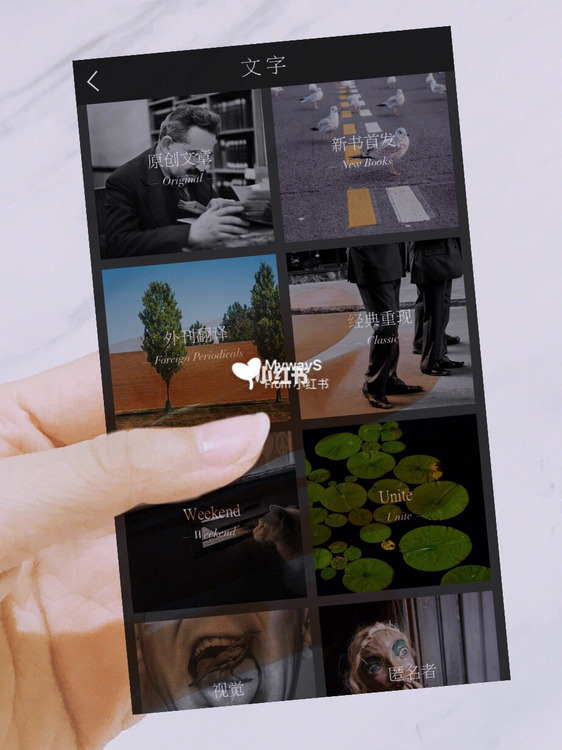 文字
原创文章
— Original
新书首发
New Books
外刊翻译
Foreign Periodicals
经典重现
Classic
MywayS
小红书
From 小红书
Weekend
— Weekend
Unite
Unite
视觉
匿名者